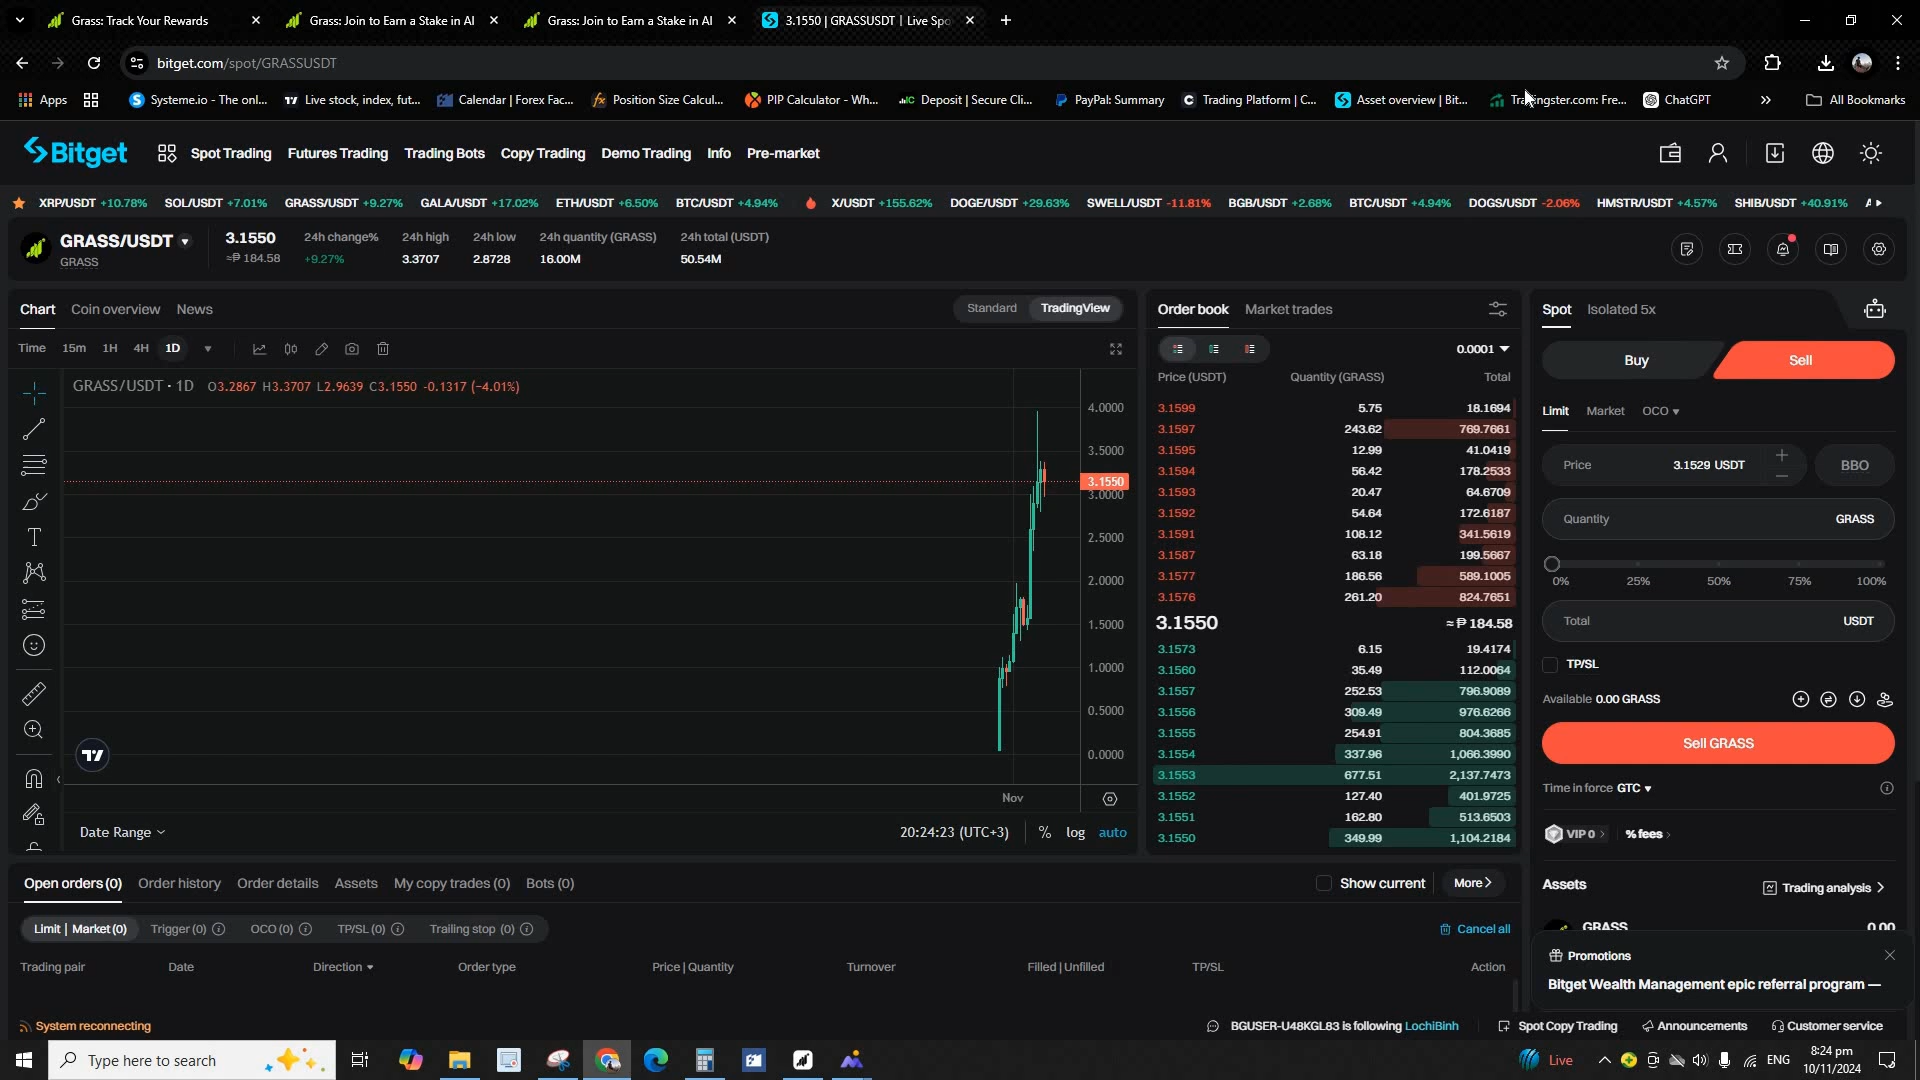 Grass: Track Your Rewards
Grass: Join to Earn a Stake in AI
Grass: Join to Earn a Stake in AI
3.1550 | GRASSUSDT | Live Spo
bitget.com/spot/GRASSUSDT
Apps
Systeme.io - The onl...
Live stock, index, fut...
Calendar | Forex Fac...
Position Size Calcul...
PIP Calculator - Wh...
Deposit | Secure Cli...
PayPal: Summary
Trading Platform | C...
Asset overview | Bit...
ChatGPT
All Bookmarks
Bitget
Spot Trading
Futures Trading
Trading Bots
Copy Trading
Demo Trading
Info
Pre-market
XRP/USDT +10.78%
SOL/USDT +7.01%
GRASS/USDT +9.27%
GALA/USDT +17.02%
ETH/USDT +6.50%
BTC/USDT +4.94%
X/USDT +155.62%
DOGE/USDT +29.63%
SWELL/USDT -11.81%
BGB/USDT +2.68%
BTC/USDT +4.94%
DOGS/USDT -2.06%
HMSTR/USDT +4.57%
SHIB/USDT +40.91%
GRASS/USDT
GRASS
3.1550
≈₱ 184.58
24h change%
+9.27%
24h high
3.3707
24h low
2.8728
24h quantity (GRASS)
16.00M
24h total (USDT)
50.54M
Chart
Coin overview
News
Standard
TradingView
Time 15m 1H 4H 1D
GRASS/USDT · 1D O3.2867 H3.3707 L2.9639 C3.1550 -0.1317 (-4.01%)
4.0000
3.5000
3.1550
3.0000
2.5000
2.0000
1.5000
1.0000
0.5000
0.0000
Nov
Date Range
20:24:23 (UTC+3)
%
log
auto
Order book
Market trades
0.0001
Price (USDT) Quantity (GRASS) Total
3.1599 5.75 18.1694
3.1597 243.62 769.7661
3.1595 12.99 41.0419
3.1594 56.42 178.2533
3.1593 20.47 64.6709
3.1592 54.64 172.6187
3.1591 108.12 341.5619
3.1587 63.18 199.5667
3.1577 186.56 589.1005
3.1576 261.20 824.7651
3.1550 ≈ ₱ 184.58
3.1573 6.15 19.4174
3.1560 35.49 112.0064
3.1557 252.53 796.9089
3.1556 309.49 976.6266
3.1555 254.91 804.3685
3.1554 337.96 1,066.3990
3.1553 677.51 2,137.7473
3.1552 127.40 401.9725
3.1551 162.80 513.6503
3.1550 349.99 1,104.2184
Spot
Isolated 5x
Buy
Sell
Limit
Market
OCO
Price 3.1529 USDT
BBO
Quantity GRASS
0% 25% 50% 75% 100%
Total USDT
TP/SL
Available 0.00 GRASS
Sell GRASS
Time in force GTC
VIP 0
% fees
Assets
Trading analysis
GRASS 0.00
Promotions
Bitget Wealth Management epic referral program —
Open orders (0)
Order history
Order details
Assets
My copy trades (0)
Bots (0)
Show current
More
Limit | Market (0)
Trigger (0)
OCO (0)
TP/SL (0)
Trailing stop (0)
Cancel all
Trading pair
Date
Direction
Order type
Price | Quantity
Turnover
Filled | Unfilled
TP/SL
Action
System reconnecting
BGUSER-U48KGL83 is following LochiBinh
Spot Copy Trading
Announcements
Customer service
Type here to search
Live
ENG
8:24 pm
10/11/2024